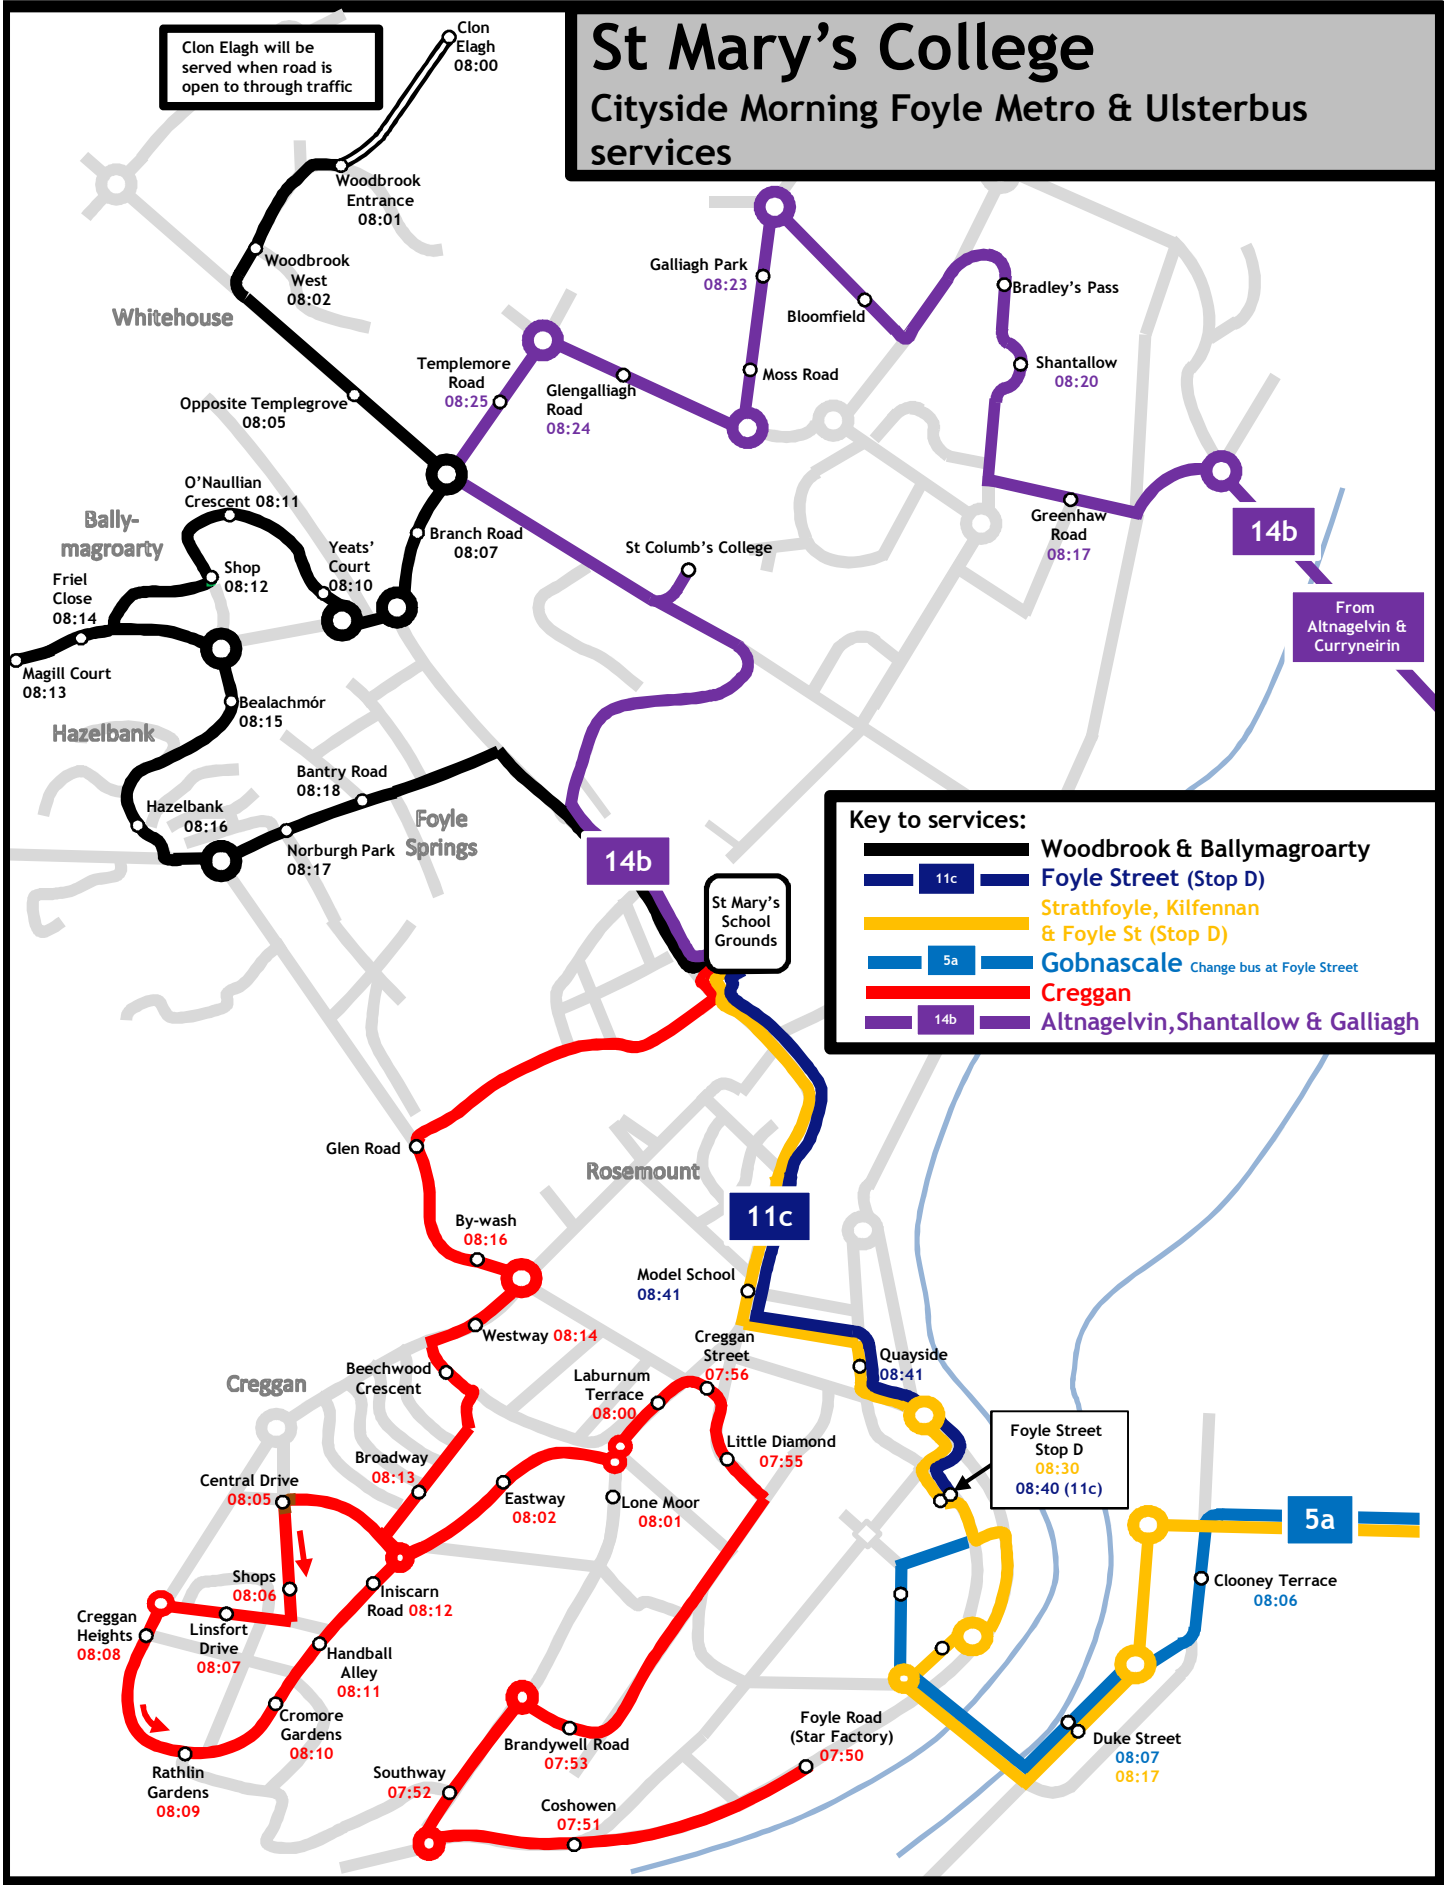 St Mary's College
Cityside Morning Foyle Metro & Ulsterbus
services
Clon Elagh will be
served when road is
open to through traffic
Clon
Elagh
08:00
Woodbrook
Entrance
08:01
Woodbrook
West
08:02
Whitehouse
Opposite Templegrove
08:05
Templemore
Road
08:25
Glengalliagh
Road
08:24
Galliagh Park
08:23
Moss Road
Bloomfield
Bradley's Pass
Shantallow
08:20
Greenhaw
Road
08:17
14b
From
Altnagelvin &
Curryneirin
O'Naullian
Crescent 08:11
Bally-
magroarty
Yeats'
Court
08:10
Branch Road
08:07
St Columb's College
Shop
08:12
Friel
Close
08:14
Magill Court
08:13
Bealachmór
08:15
Hazelbank
Bantry Road
08:18
Hazelbank
08:16
Norburgh Park
08:17
Foyle
Springs
14b
St Mary's
School
Grounds
Key to services:
Woodbrook & Ballymagroarty
11c
Foyle Street (Stop D)
Strathfoyle, Kilfennan
& Foyle St (Stop D)
5a
Gobnascale Change bus at Foyle Street
Creggan
14b
Altnagelvin,Shantallow & Galliagh
Glen Road
Rosemount
11c
By-wash
08:16
Model School
08:41
Westway 08:14
Creggan
Street
07:56
Quayside
08:41
Beechwood
Crescent
Creggan
Laburnum
Terrace
08:00
Foyle Street
Stop D
08:30
08:40 (11c)
Little Diamond
07:55
Broadway
08:13
Central Drive
08:05
Eastway
08:02
Lone Moor
08:01
5a
Clooney Terrace
08:06
Shops
08:06
Iniscarn
Road 08:12
Creggan
Heights
08:08
Linsfort
Drive
08:07
Handball
Alley
08:11
Cromore
Gardens
08:10
Rathlin
Gardens
08:09
Brandywell Road
07:53
Foyle Road
(Star Factory)
07:50
Duke Street
08:07
08:17
Southway
07:52
Coshowen
07:51